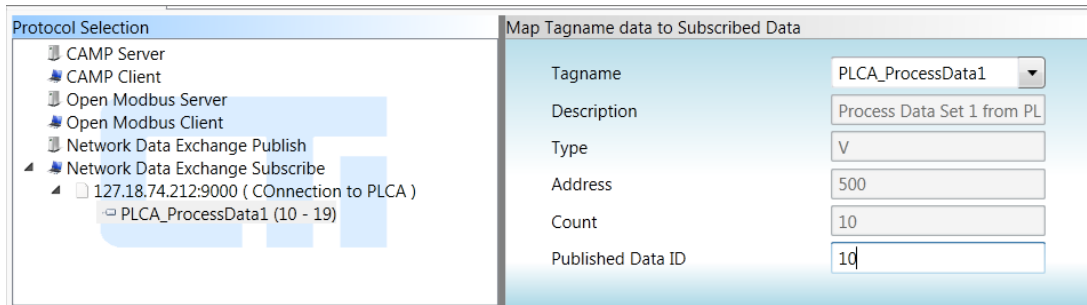 Protocol Selection
CAMP Server
CAMP Client
Open Modbus Server
Open Modbus Client
Network Data Exchange Publish
Network Data Exchange Subscribe
127.18.74.212:9000 ( COnnection to PLCA )
PLCA_ProcessData1 (10 - 19)
Map Tagname data to Subscribed Data
Tagname PLCA_ProcessData1
Description Process Data Set 1 from PL
Type V
Address 500
Count 10
Published Data ID 10